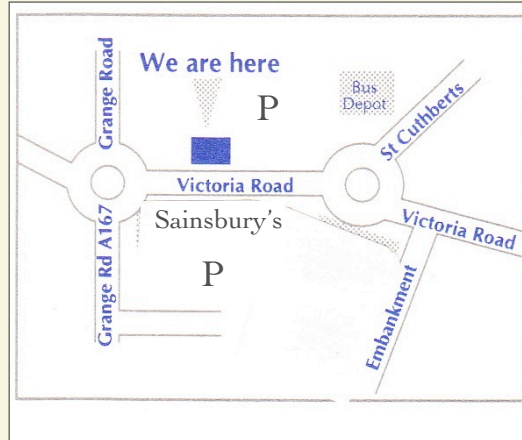 Grange Road
We are here
P
Bus
Depot
St Cuthberts
Victoria Road
Sainsbury's
Victoria Road
Grange Rd A167
P
Embankment